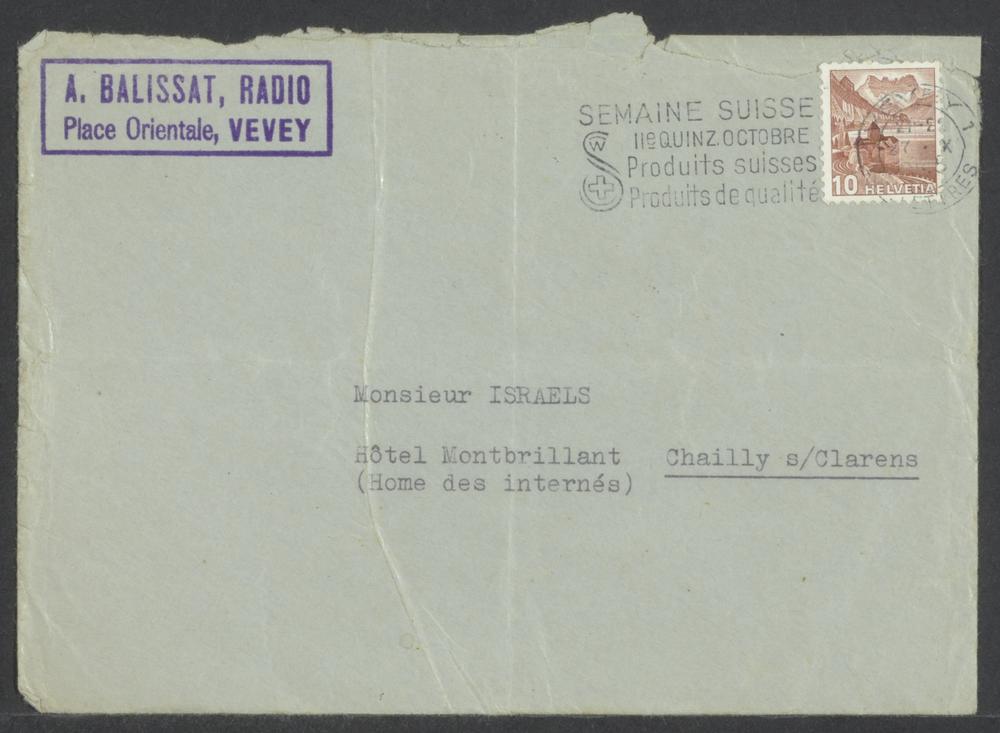 A. BALISSAT, RADIO
Place Orientale, VEVEY
SEMAINE SUISSE
IIe QUINZ. OCTOBRE
Produits suisses
Produits de qualité
10 HELVETIA
Monsieur ISRAELS
Hôtel Montbrillant Chailly s/Clarens
(Home des internés)